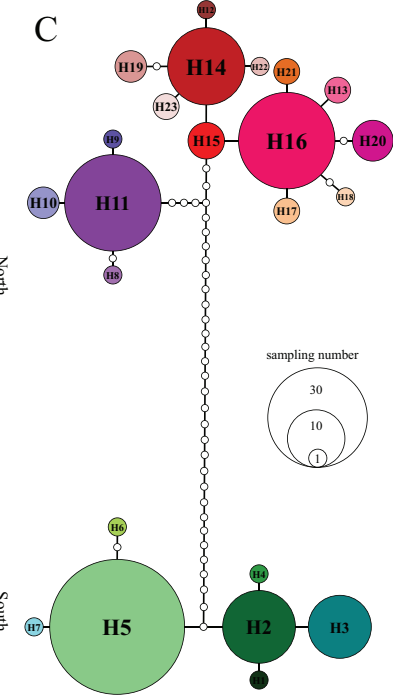 C
H12
H19
H14
H22
H23
H21
H13
H15
H16
H20
H18
H17
H9
H10
H11
H8
North
sampling number
30
10
1
H6
H5
H7
South
H4
H2
H3
H1